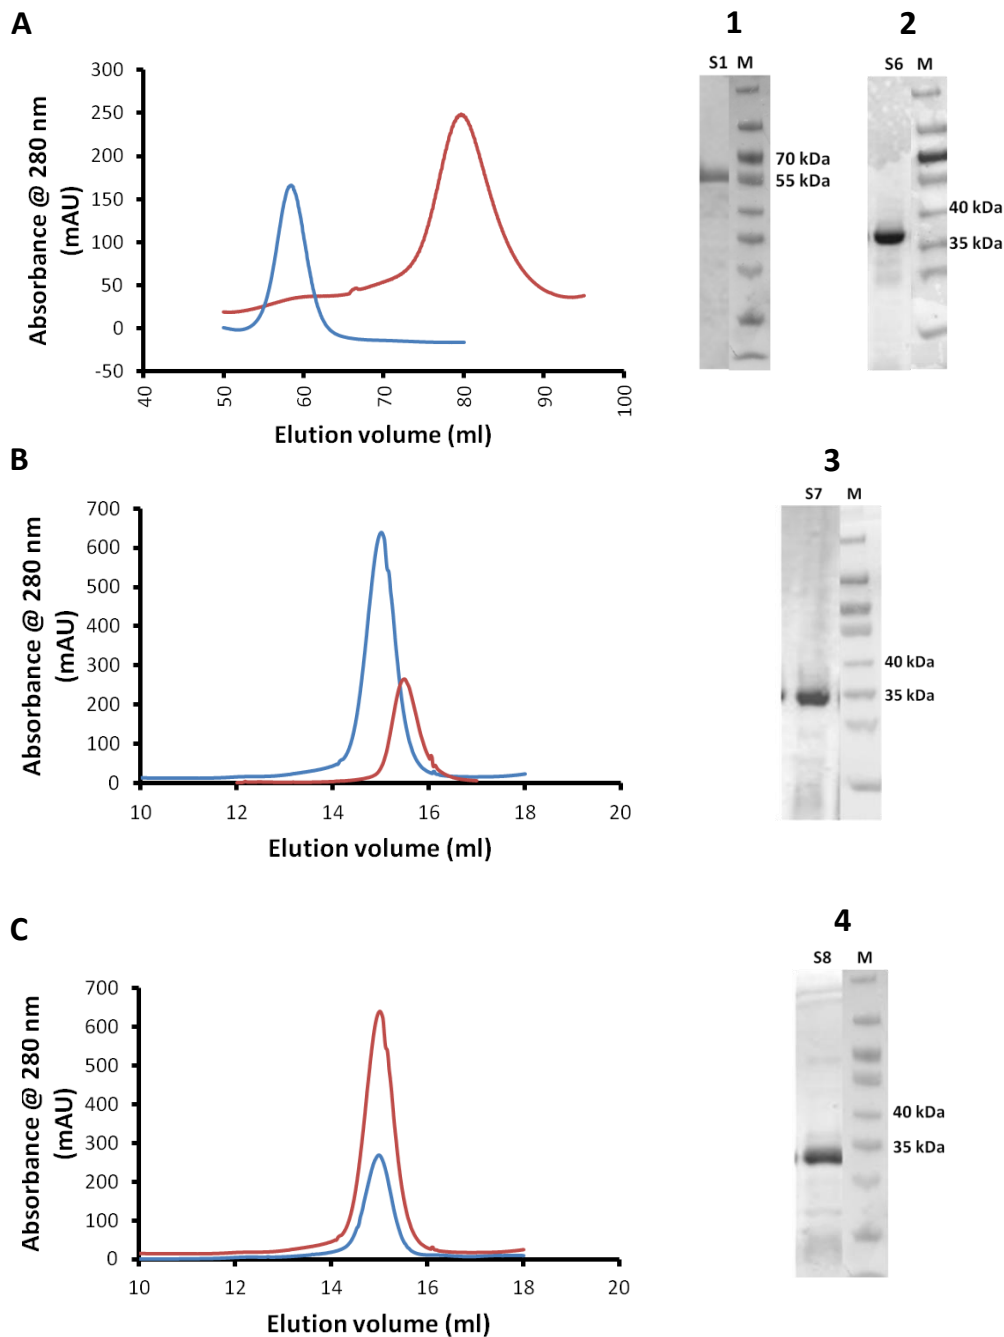 A
1
2
S1 M
S6 M
300
250
200
150
100
50
0
-50
Absorbance @ 280 nm
(mAU)
40
50
60
70
80
90
100
Elution volume (ml)
70 kDa
55 kDa
40 kDa
35 kDa
B
3
S7 M
700
600
500
400
300
200
100
0
Absorbance @ 280 nm
(mAU)
10 12 14 16 18 20
Elution volume (ml)
40 kDa
35 kDa
C
4
S8 M
700
600
500
400
300
200
100
0
Absorbance @ 280 nm
(mAU)
10 12 14 16 18 20
Elution volume (ml)
40 kDa
35 kDa